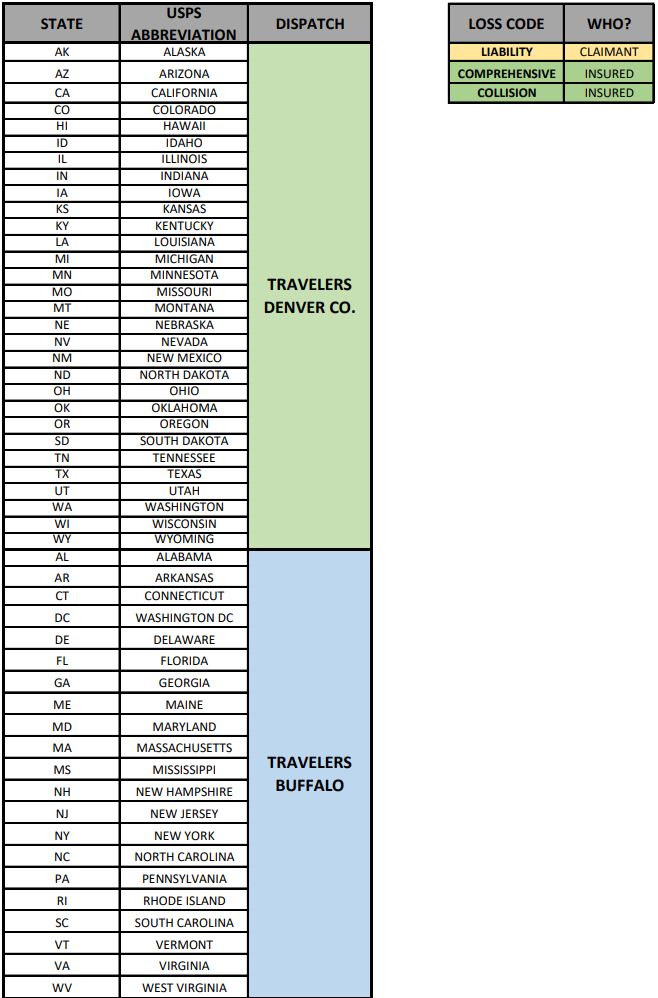 STATE USPS ABBREVIATION DISPATCH
AK ALASKA
AZ ARIZONA
CA CALIFORNIA
CO COLORADO
HI HAWAII
ID IDAHO
IL ILLINOIS
IN INDIANA
IA IOWA
KS KANSAS
KY KENTUCKY
LA LOUISIANA
MI MICHIGAN
MN MINNESOTA
MO MISSOURI
MT MONTANA
NE NEBRASKA
NV NEVADA
NM NEW MEXICO
ND NORTH DAKOTA
OH OHIO
OK OKLAHOMA
OR OREGON
SD SOUTH DAKOTA
TN TENNESSEE
TX TEXAS
UT UTAH
WA WASHINGTON
WI WISCONSIN
WY WYOMING
TRAVELERS
DENVER CO.
AL ALABAMA
AR ARKANSAS
CT CONNECTICUT
DC WASHINGTON DC
DE DELAWARE
FL FLORIDA
GA GEORGIA
ME MAINE
MD MARYLAND
MA MASSACHUSETTS
MS MISSISSIPPI
NH NEW HAMPSHIRE
NJ NEW JERSEY
NY NEW YORK
NC NORTH CAROLINA
PA PENNSYLVANIA
RI RHODE ISLAND
SC SOUTH CAROLINA
VT VERMONT
VA VIRGINIA
WV WEST VIRGINIA
TRAVELERS
BUFFALO
LOSS CODE WHO?
LIABILITY CLAIMANT
COMPREHENSIVE INSURED
COLLISION INSURED